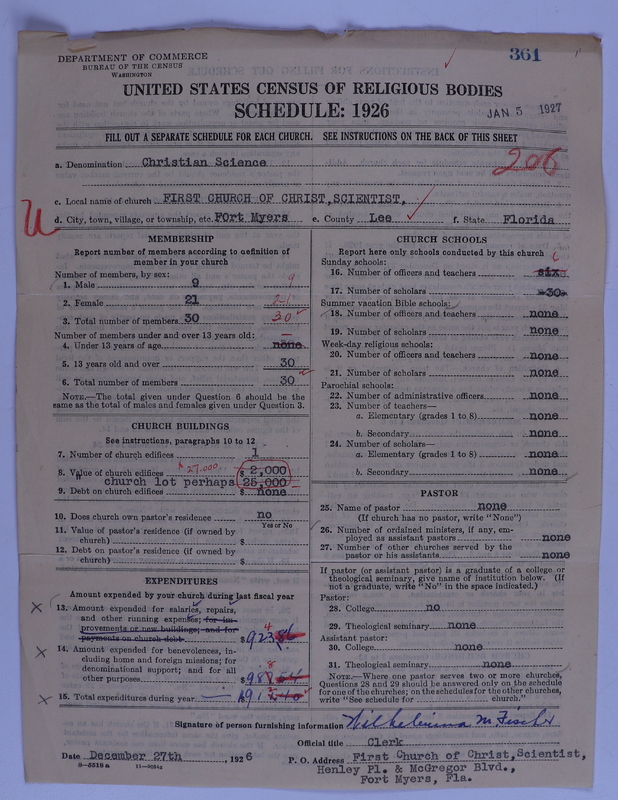 361
DEPARTMENT OF COMMERCE
BUREAU OF THE CENSUS
WASHINGTON
UNITED STATES CENSUS OF RELIGIOUS BODIES
SCHEDULE: 1926
JAN 5 1927
FILL OUT A SEPARATE SCHEDULE FOR EACH CHURCH. SEE INSTRUCTIONS ON THE BACK OF THIS SHEET
a. Denomination Christian Science
206
c. Local name of church FIRST CHURCH OF CHRIST,SCIENTIST,
d. City, town, village, or township, etc. Fort Myers e. County Lee f. State Florida
MEMBERSHIP
Report number of members according to definition of
member in your church
Number of members, by sex:
1. Male 9 9
2. Female 21 21
3. Total number of members 30 30
Number of members under and over 13 years old:
4. Under 13 years of age none
5. 13 years old and over 30
6. Total number of members 30
NOTE.—The total given under Question 6 should be the
same as the total of males and females given under Question 3.
CHURCH BUILDINGS
See instructions, paragraphs 10 to 12
7. Number of church edifices 1
8. Value of church edifices $27,000. $ 2,000
church lot perhaps 25,000
9. Debt on church edifices $ none
10. Does church own pastor's residence no
Yes or No
11. Value of pastor's residence (if owned by
church) $
12. Debt on pastor's residence (if owned by
church) $
EXPENDITURES
Amount expended by your church during last fiscal year
13. Amount expended for salaries, repairs,
and other running expenses; for im-
provements or new buildings; and for
payments on church debt $ 923
14. Amount expended for benevolences, in-
cluding home and foreign missions; for
denominational support; and for all
other purposes $ 98
15. Total expenditures during year
CHURCH SCHOOLS
Report here only schools conducted by this church
Sunday schools: 6
16. Number of officers and teachers six
17. Number of scholars 30
Summer vacation Bible schools:
18. Number of officers and teachers none
19. Number of scholars none
Week-day religious schools:
20. Number of officers and teachers none
21. Number of scholars none
Parochial schools:
22. Number of administrative officers none
23. Number of teachers—
a. Elementary (grades 1 to 8) none
b. Secondary none
24. Number of scholars—
a. Elementary (grades 1 to 8) none
b. Secondary none
PASTOR
25. Name of pastor none
(If church has no pastor, write "None")
26. Number of ordained ministers, if any, em-
ployed as assistant pastors none
27. Number of other churches served by the
pastor or his assistants none
If pastor (or assistant pastor) is a graduate of a college or
theological seminary, give name of institution below. (If
not a graduate, write "No" in the space indicated.)
Pastor:
28. College no
29. Theological seminary none
Assistant pastor:
30. College none
31. Theological seminary none
NOTE.—Where one pastor serves two or more churches,
Questions 28 and 29 should be answered only on the schedule
for one of the churches; on the schedules for the other churches,
write "See schedule for church."
Signature of person furnishing information Wilhelmina M. Fischer
Official title Clerk
Date December 27th , 1926 P. O. Address First Church of Christ,Scientist,
8—5518 a
Henley Pl. & McGregor Blvd.,
Fort Myers, Fla.